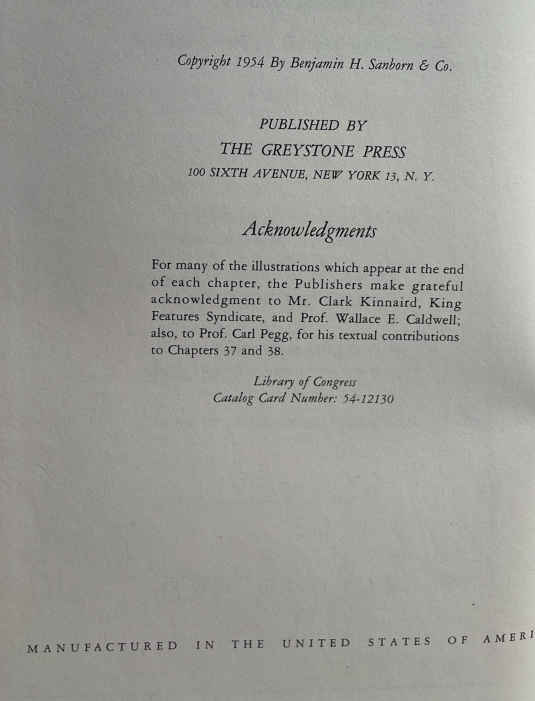 Copyright 1954 By Benjamin H. Sanborn & Co.
PUBLISHED BY
THE GREYSTONE PRESS
100 SIXTH AVENUE, NEW YORK 13, N. Y.
Acknowledgments
For many of the illustrations which appear at the end
of each chapter, the Publishers make grateful
acknowledgment to Mr. Clark Kinnaird, King
Features Syndicate, and Prof. Wallace E. Caldwell;
also, to Prof. Carl Pegg, for his textual contributions
to Chapters 37 and 38.
Library of Congress
Catalog Card Number: 54-12130
MANUFACTURED IN THE UNITED STATES OF AMERI